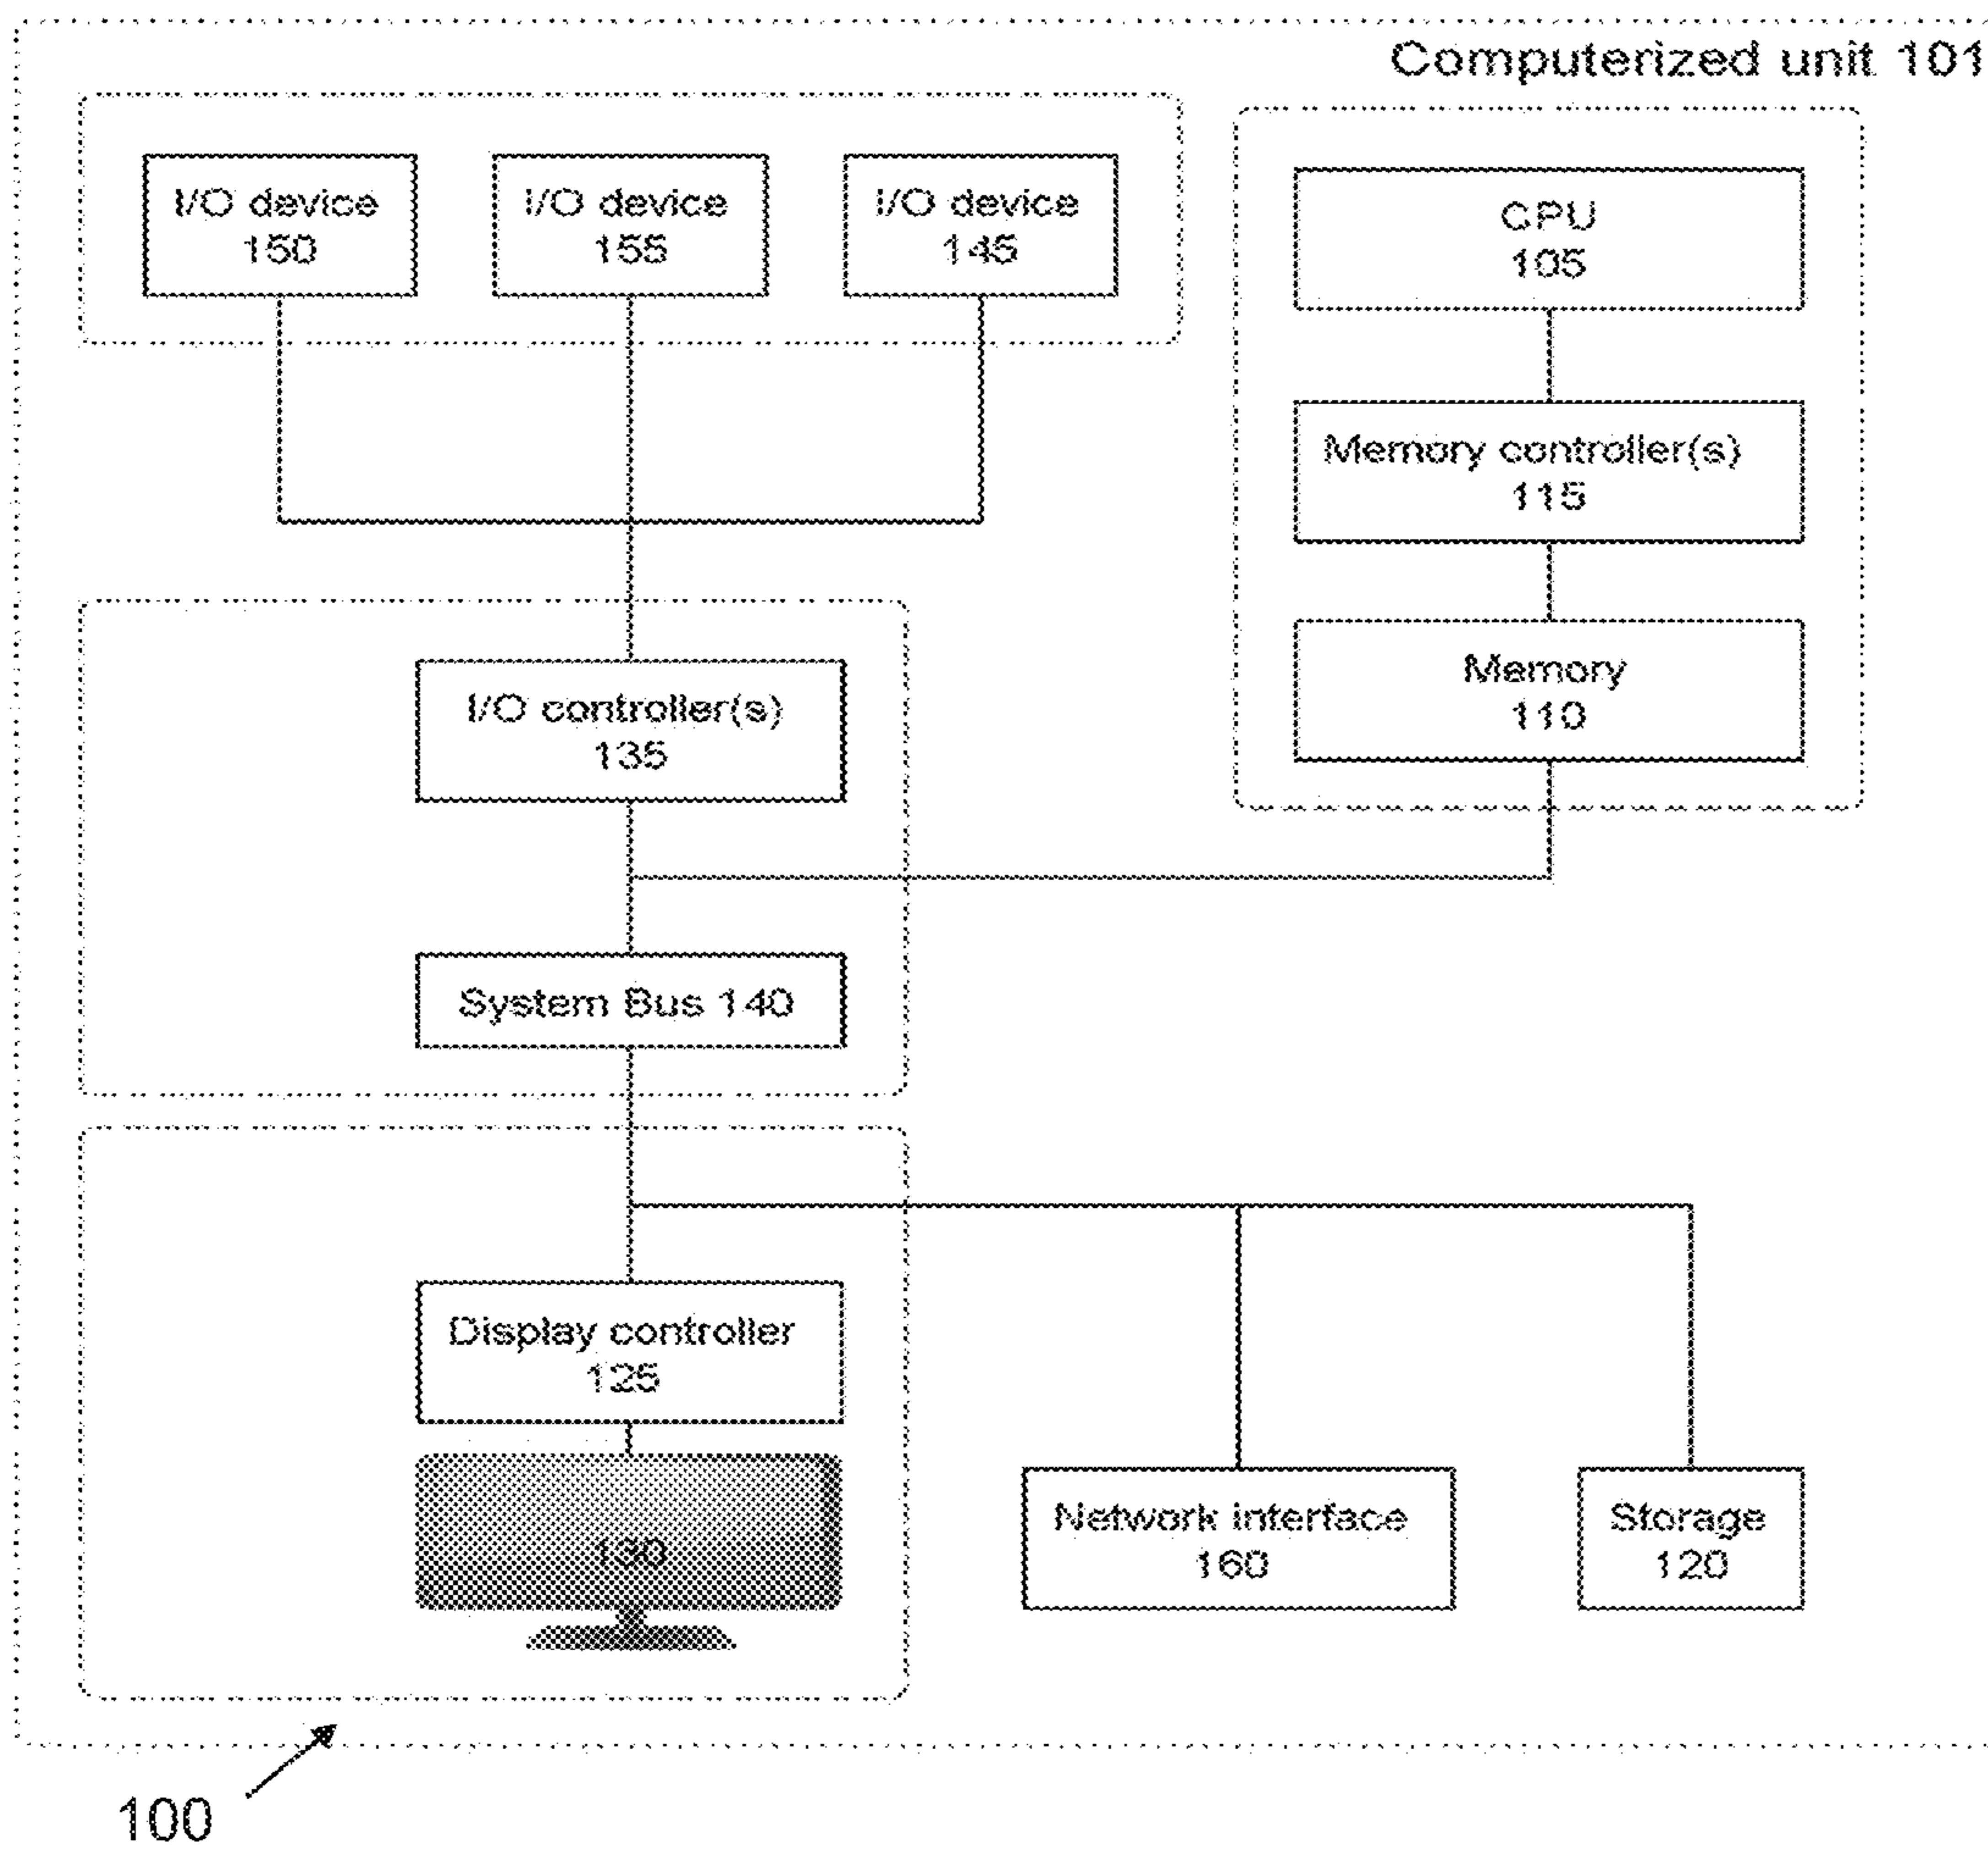 Computerized unit 101
I/O device
150
I/O device
155
I/O device
145
CPU
105
Memory controller(s)
115
Memory
110
I/O controller(s)
135
System Bus 140
Display controller
125
130
Network interface
160
Storage
120
100